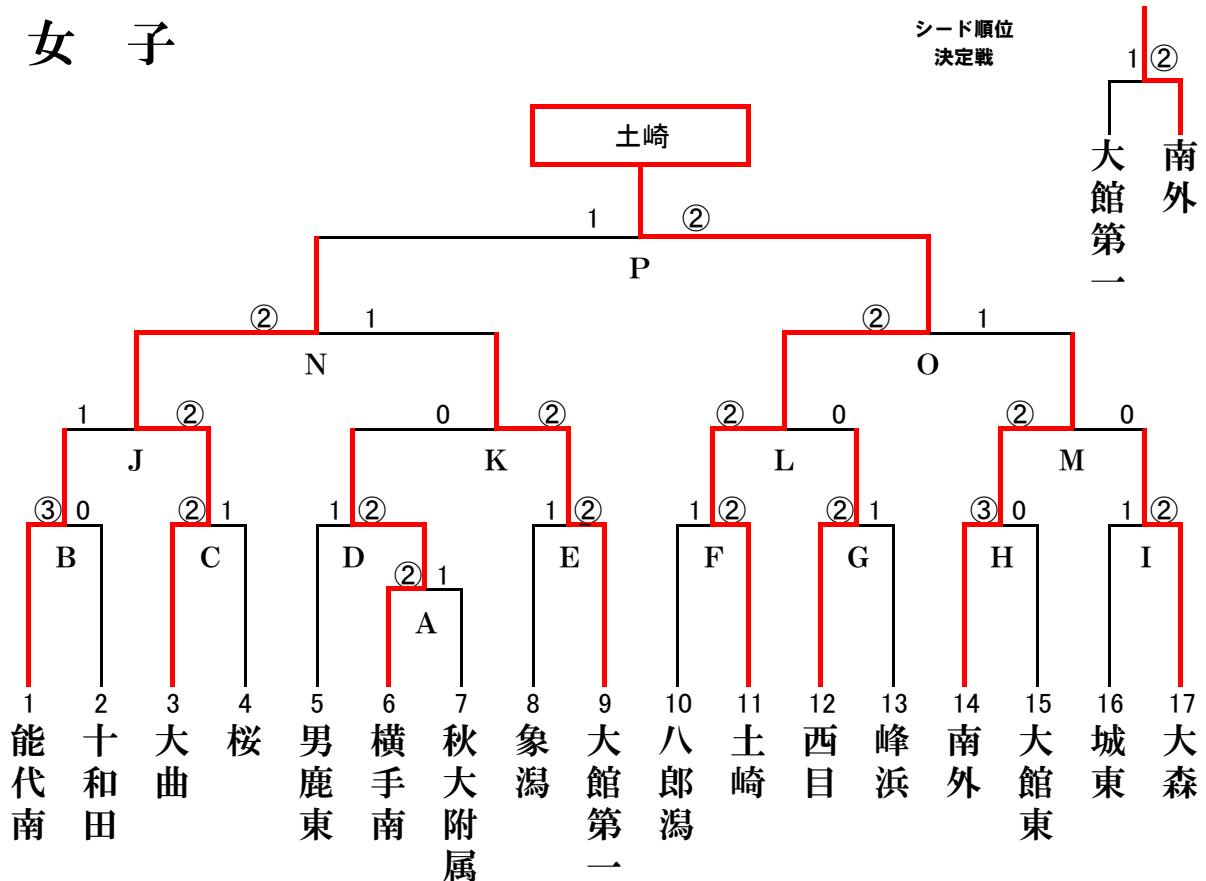 女 子
シード順位
決定戦
1 ②
大館第一
南外
土崎
1 ②
P
② 1
N
② 1
O
1 ②
J
0 ②
K
② 0
L
② 0
M
③ 0
B
② 1
C
1 ②
D
1 ②
E
1 ②
F
② 1
G
③ 0
H
1 ②
I
② 1
A
1 能代南
2 十和田
3 大曲
4 桜
5 男鹿東
6 横手南
7 秋大附属
8 象潟
9 大館第一
10 八郎潟
11 土崎
12 西目
13 峰浜
14 南外
15 大館東
16 城東
17 大森